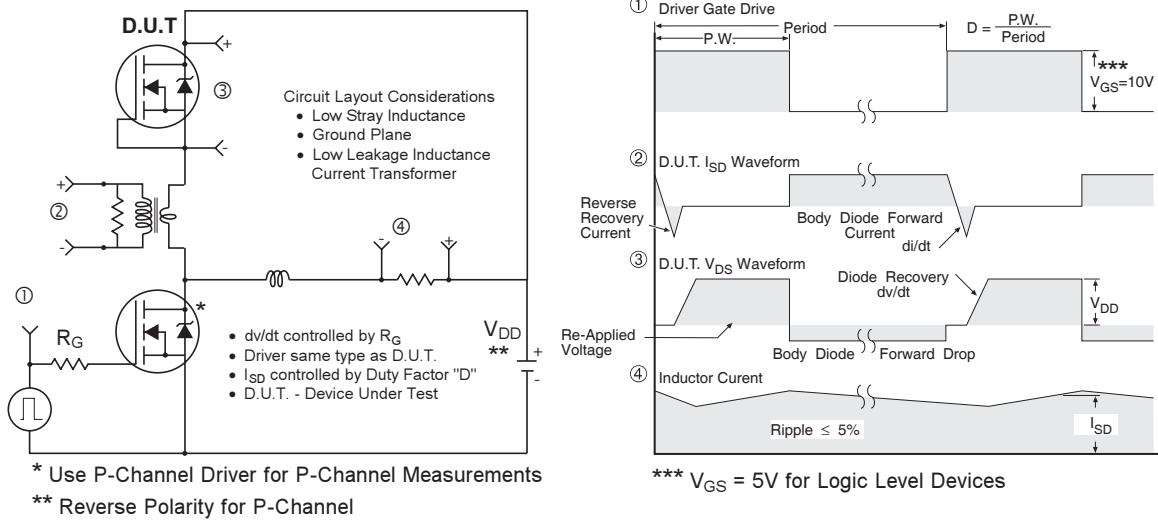 D.U.T
+
③
-
Circuit Layout Considerations
• Low Stray Inductance
• Ground Plane
• Low Leakage Inductance
Current Transformer
+
②
-
④
-
+
①
R_G
*
• dv/dt controlled by R_G
• Driver same type as D.U.T.
• I_SD controlled by Duty Factor "D"
• D.U.T. - Device Under Test
V_DD
**
+
-
* Use P-Channel Driver for P-Channel Measurements
** Reverse Polarity for P-Channel
① Driver Gate Drive
Period
P.W.
D = P.W.
Period
***
V_GS=10V
② D.U.T. I_SD Waveform
Reverse
Recovery
Current
Body Diode Forward
Current
di/dt
③ D.U.T. V_DS Waveform
Diode Recovery
dv/dt
V_DD
Re-Applied
Voltage
Body Diode Forward Drop
④ Inductor Curent
Ripple ≤ 5%
I_SD
*** V_GS = 5V for Logic Level Devices